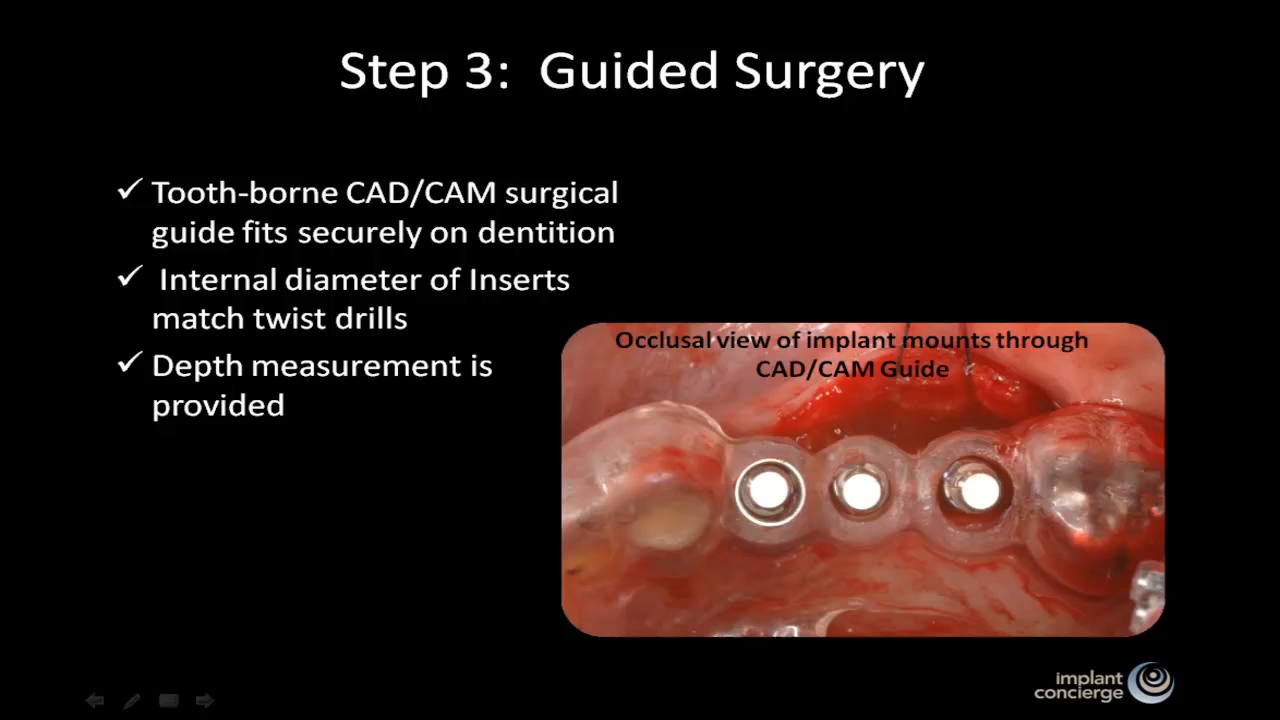 Step 3:  Guided Surgery
✓ Tooth-borne CAD/CAM surgical
guide fits securely on dentition
✓ Internal diameter of Inserts
match twist drills
✓ Depth measurement is
provided
Occlusal view of implant mounts through
CAD/CAM Guide
implant
concierge